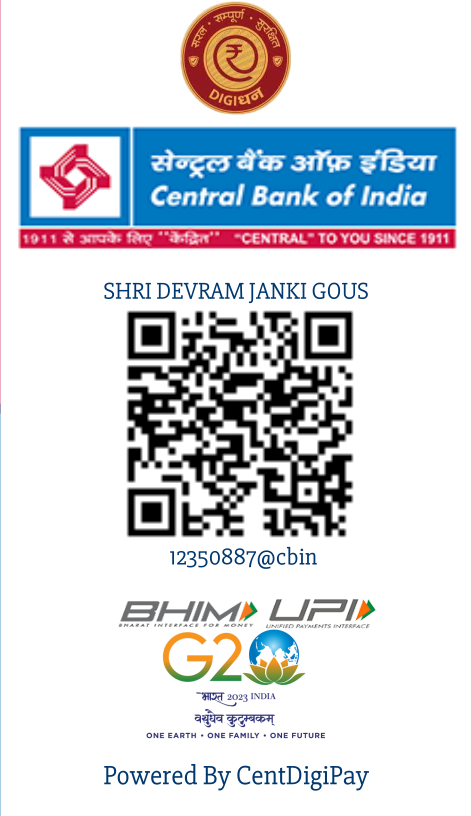 सरल • सम्पूर्ण • सुरक्षित
DIGIधन
सेन्ट्रल बैंक ऑफ़ इंडिया
Central Bank of India
1911 से आपके लिए "केंद्रित" "CENTRAL" TO YOU SINCE 1911
SHRI DEVRAM JANKI GOUS
12350887@cbin
BHIM UPI
BHARAT INTERFACE FOR MONEY UNIFIED PAYMENTS INTERFACE
G20
भारत 2023 INDIA
वसुधैव कुटुम्बकम्
ONE EARTH • ONE FAMILY • ONE FUTURE
Powered By CentDigiPay